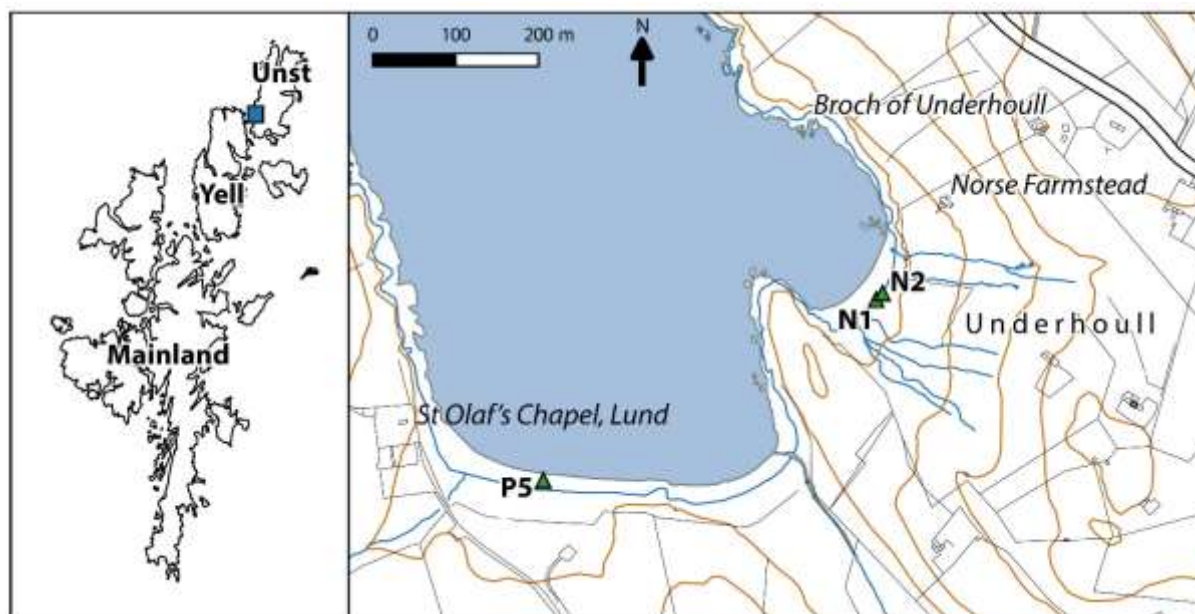 Unst
Yell
Mainland
0 100 200 m
N
Broch of Underhoull
Norse Farmstead
N2
N1
Underhoull
St Olaf's Chapel, Lund
P5